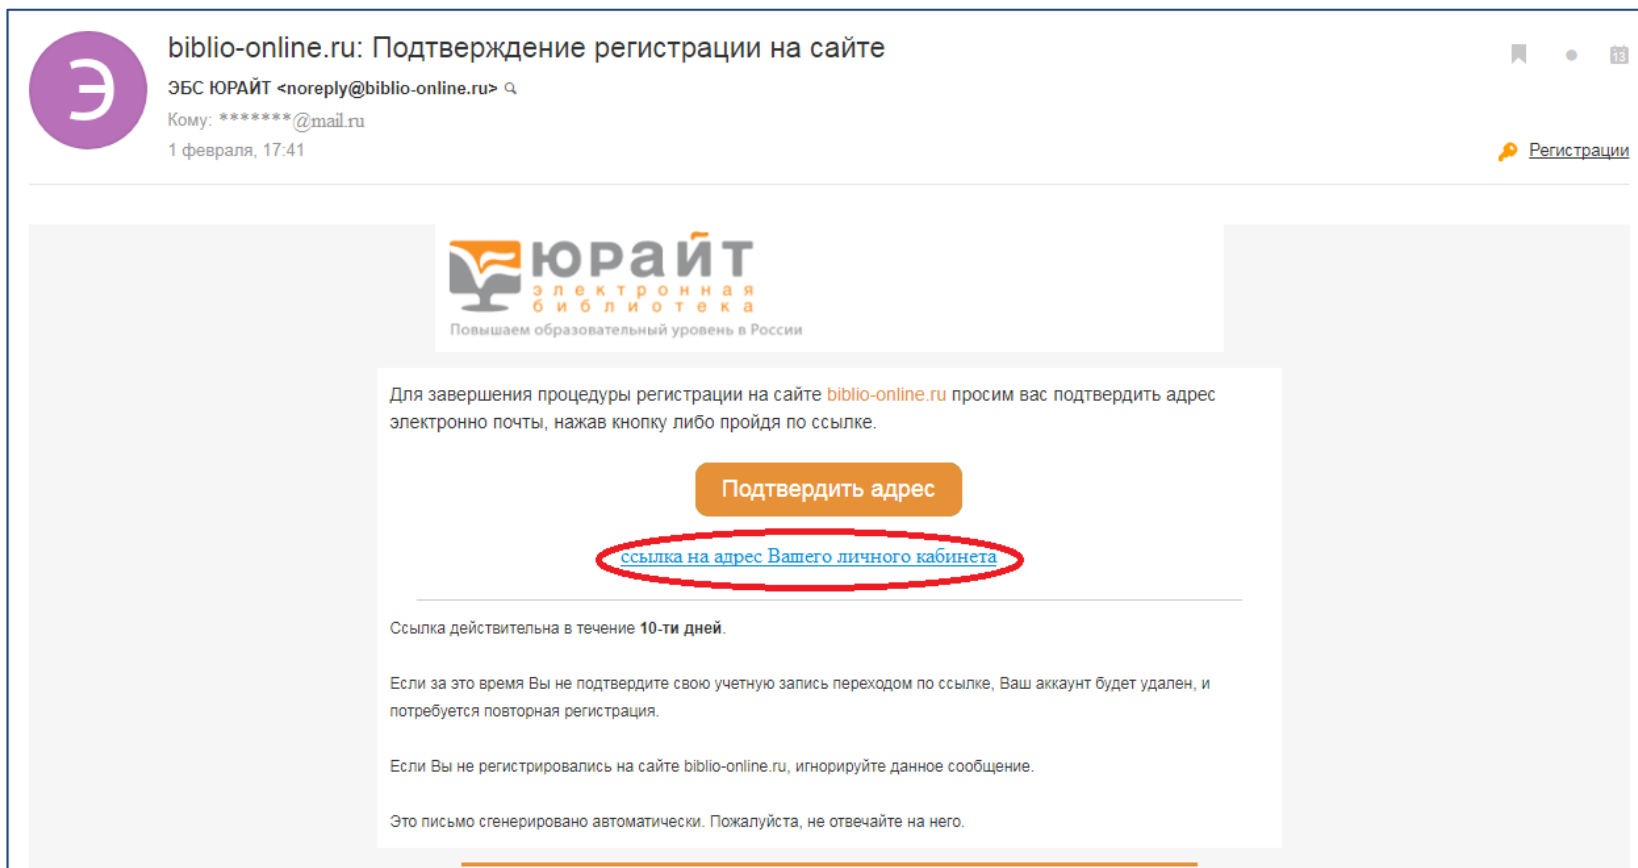 biblio-online.ru: Подтверждение регистрации на сайте
Э
ЭБС ЮРАЙТ <noreply@biblio-online.ru>
Кому: *******@mail.ru
1 февраля, 17:41
13
Регистрации
юрайт
электронная
библиотека
Повышаем образовательный уровень в России
Для завершения процедуры регистрации на сайте biblio-online.ru просим вас подтвердить адрес
электронно почты, нажав кнопку либо пройдя по ссылке.
Подтвердить адрес
ссылка на адрес Вашего личного кабинета
Ссылка действительна в течение 10-ти дней.
Если за это время Вы не подтвердите свою учетную запись переходом по ссылке, Ваш аккаунт будет удален, и
потребуется повторная регистрация.
Если Вы не регистрировались на сайте biblio-online.ru, игнорируйте данное сообщение.
Это письмо сгенерировано автоматически. Пожалуйста, не отвечайте на него.